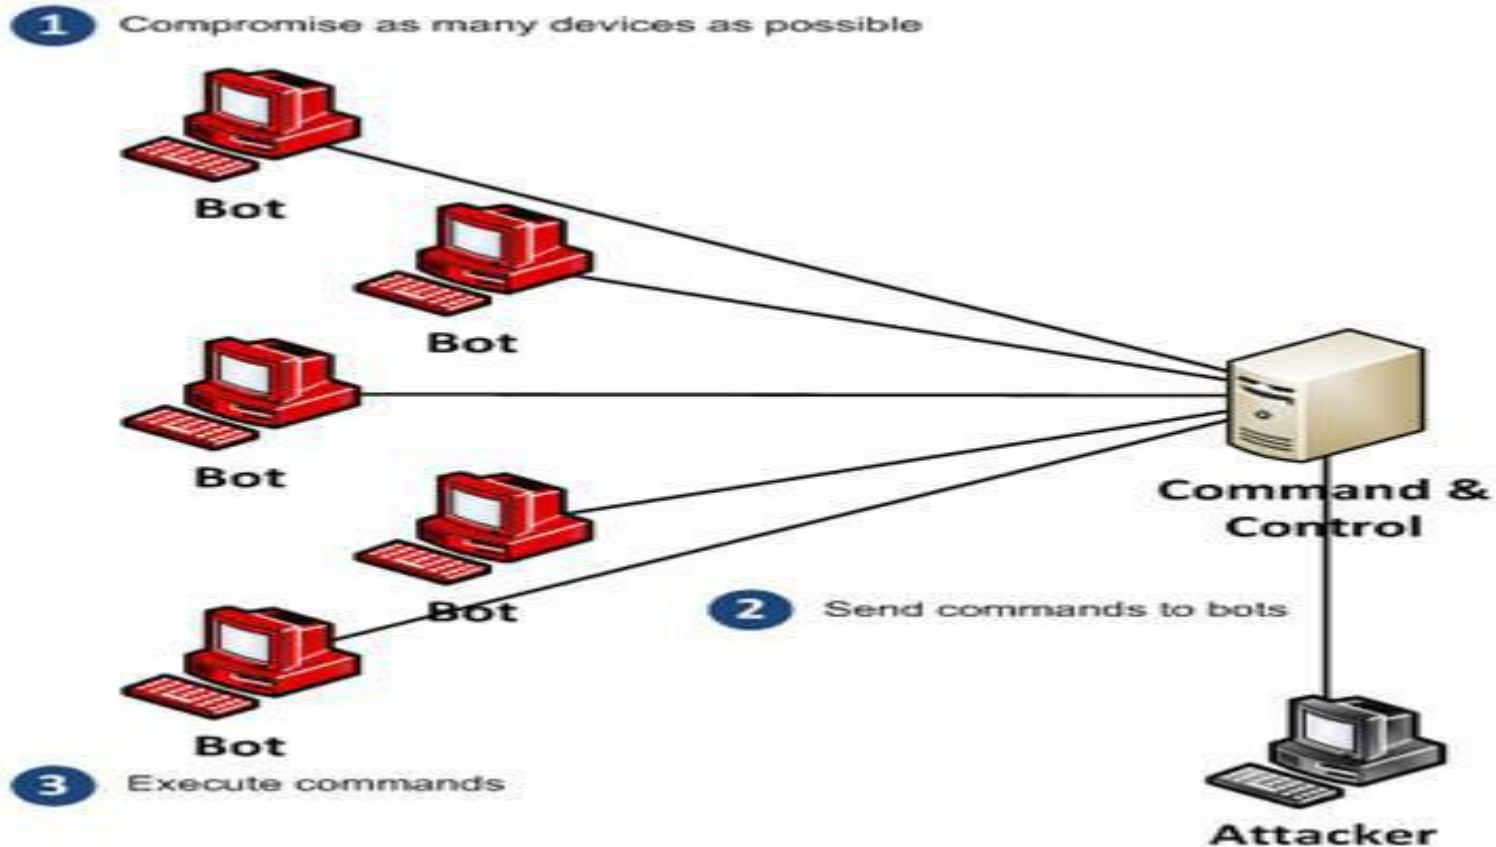 1 Compromise as many devices as possible
Bot
Bot
Bot
Command &
Control
Bot
2 Send commands to bots
Bot
3 Execute commands
Attacker